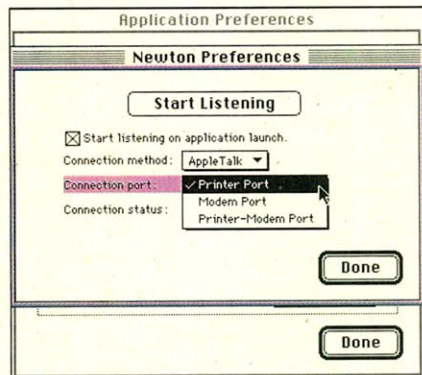 Application Preferences
Newton Preferences
Start Listening
Start listening on application launch.
Connection method: AppleTalk
Connection port: Printer Port
Modem Port
Connection status: Printer-Modem Port
Done
Done